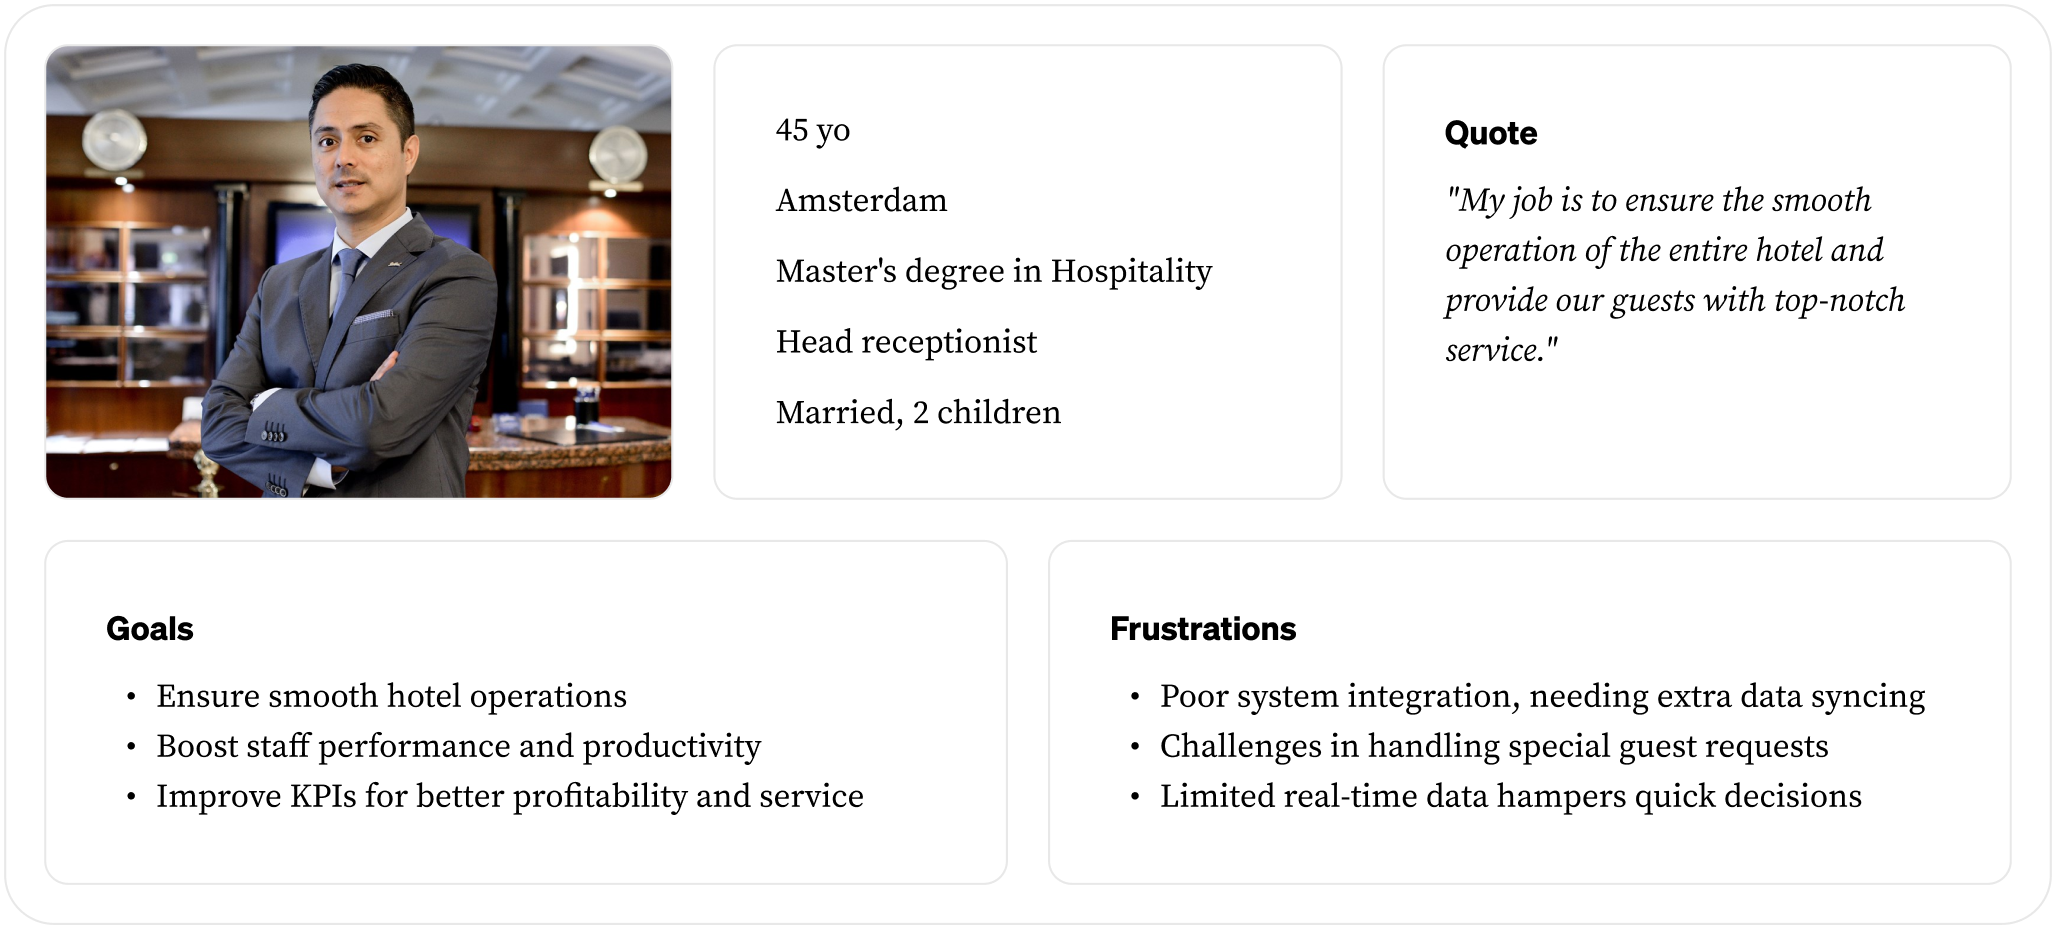 45 yo
Amsterdam
Master's degree in Hospitality
Head receptionist
Married, 2 children
Quote
"My job is to ensure the smooth
operation of the entire hotel and
provide our guests with top-notch
service."
Goals
• Ensure smooth hotel operations
• Boost staff performance and productivity
• Improve KPIs for better profitability and service
Frustrations
• Poor system integration, needing extra data syncing
• Challenges in handling special guest requests
• Limited real-time data hampers quick decisions